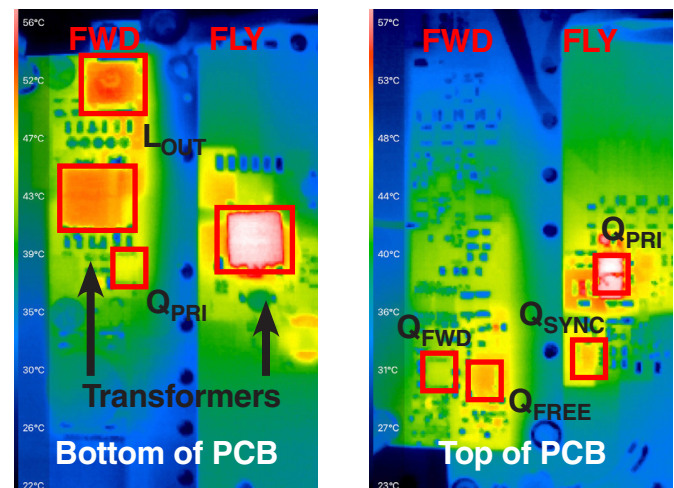 56°C
52°C
47°C
43°C
39°C
35°C
30°C
26°C
22°C
FWD
FLY
LOUT
QPRI
Transformers
Bottom of PCB
57°C
53°C
48°C
44°C
40°C
36°C
31°C
27°C
23°C
FWD
FLY
QPRI
QFWD
QSYNC
QFREE
Top of PCB